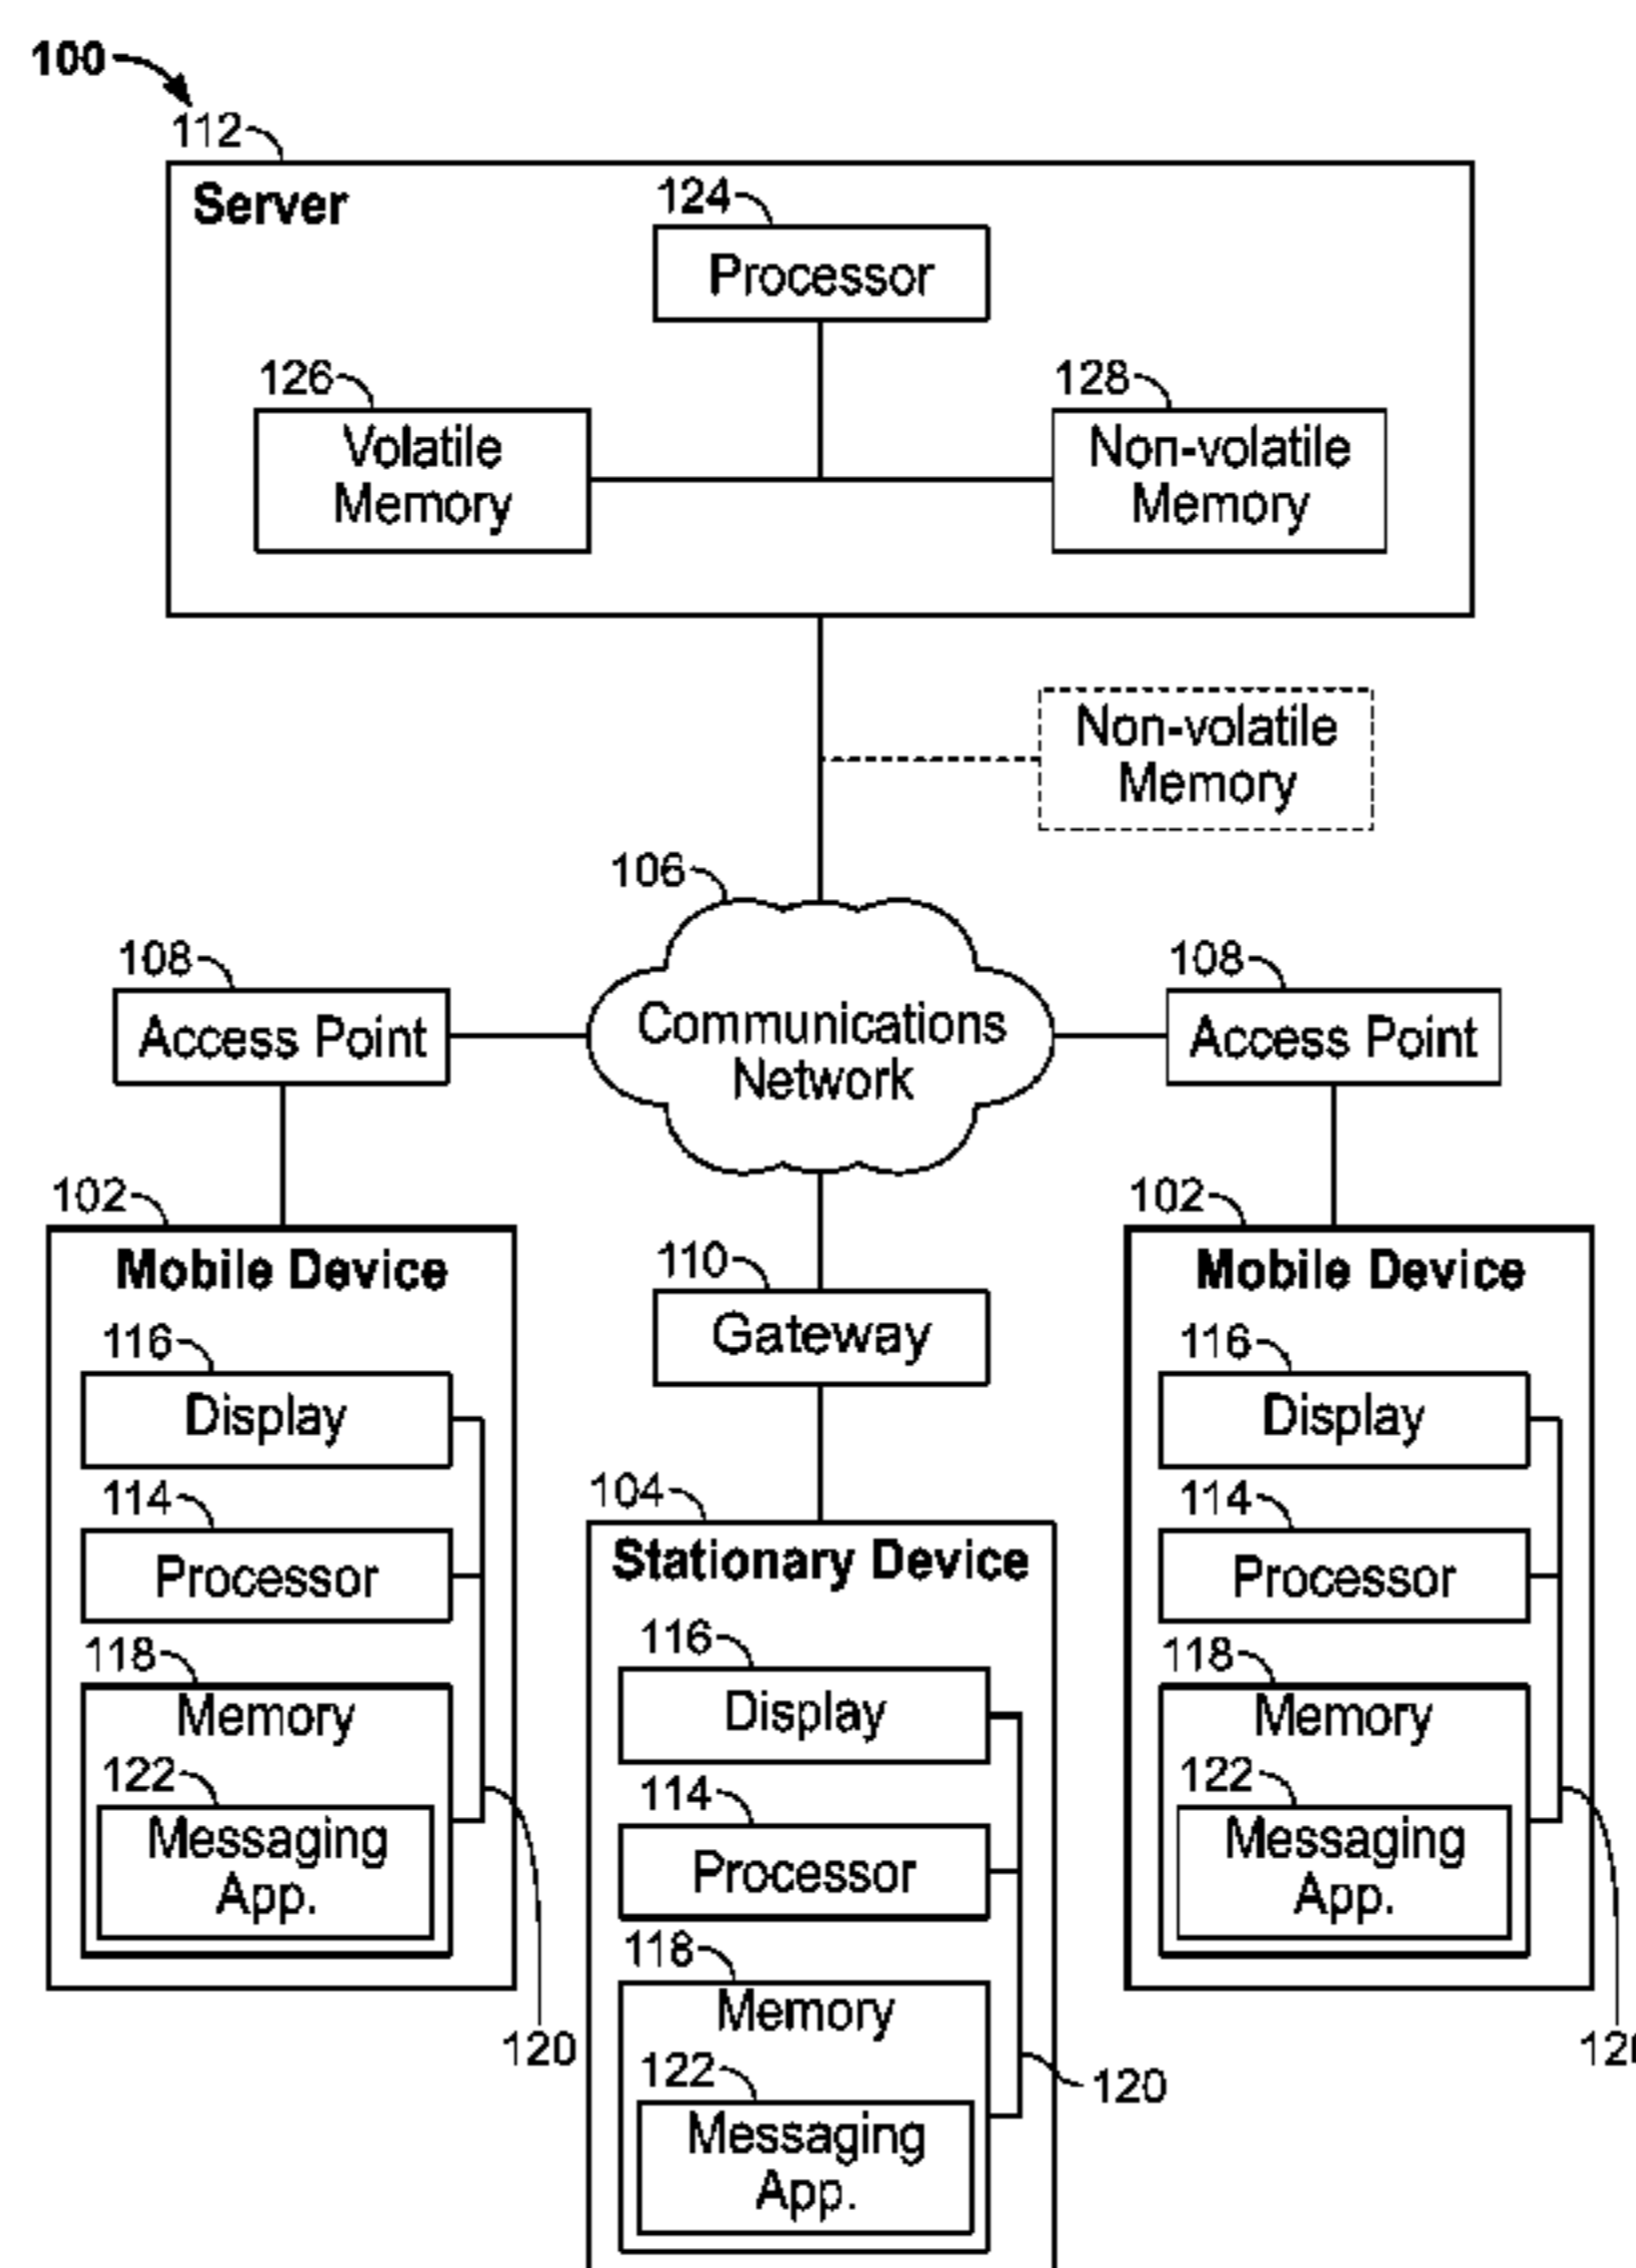 100
112
Server
124
Processor
126
Volatile
Memory
128
Non-volatile
Memory
Non-volatile
Memory
106
Communications
Network
108
Access Point
108
Access Point
102
Mobile Device
116
Display
114
Processor
118
Memory
122
Messaging
App.
120
110
Gateway
104
Stationary Device
116
Display
114
Processor
118
Memory
122
Messaging
App.
120
102
Mobile Device
116
Display
114
Processor
118
Memory
122
Messaging
App.